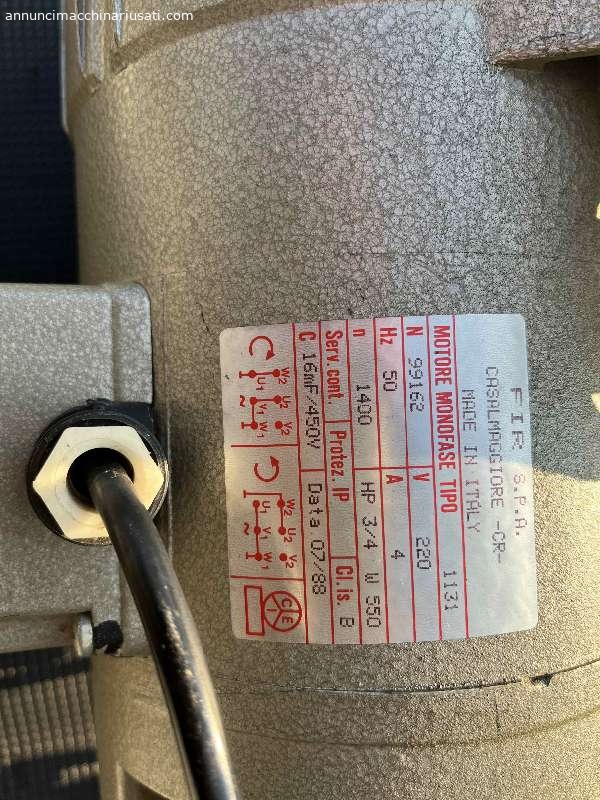 annuncimacchinariusati.com
FIR S.P.A.
CASALMAGGIORE -CR-
MADE IN ITALY
MOTORE MONOFASE TIPO 1131
N 99162 V 220
Hz 50 A 4
n 1400 HP 3/4 W 550
Serv. cont. Protez. IP Cl. is. B
C 16mF/450V Data 07/88
W2 U2 V2 W2 U2 V2
U1 V1 W1 U1 V1 W1
~ ~
CEI